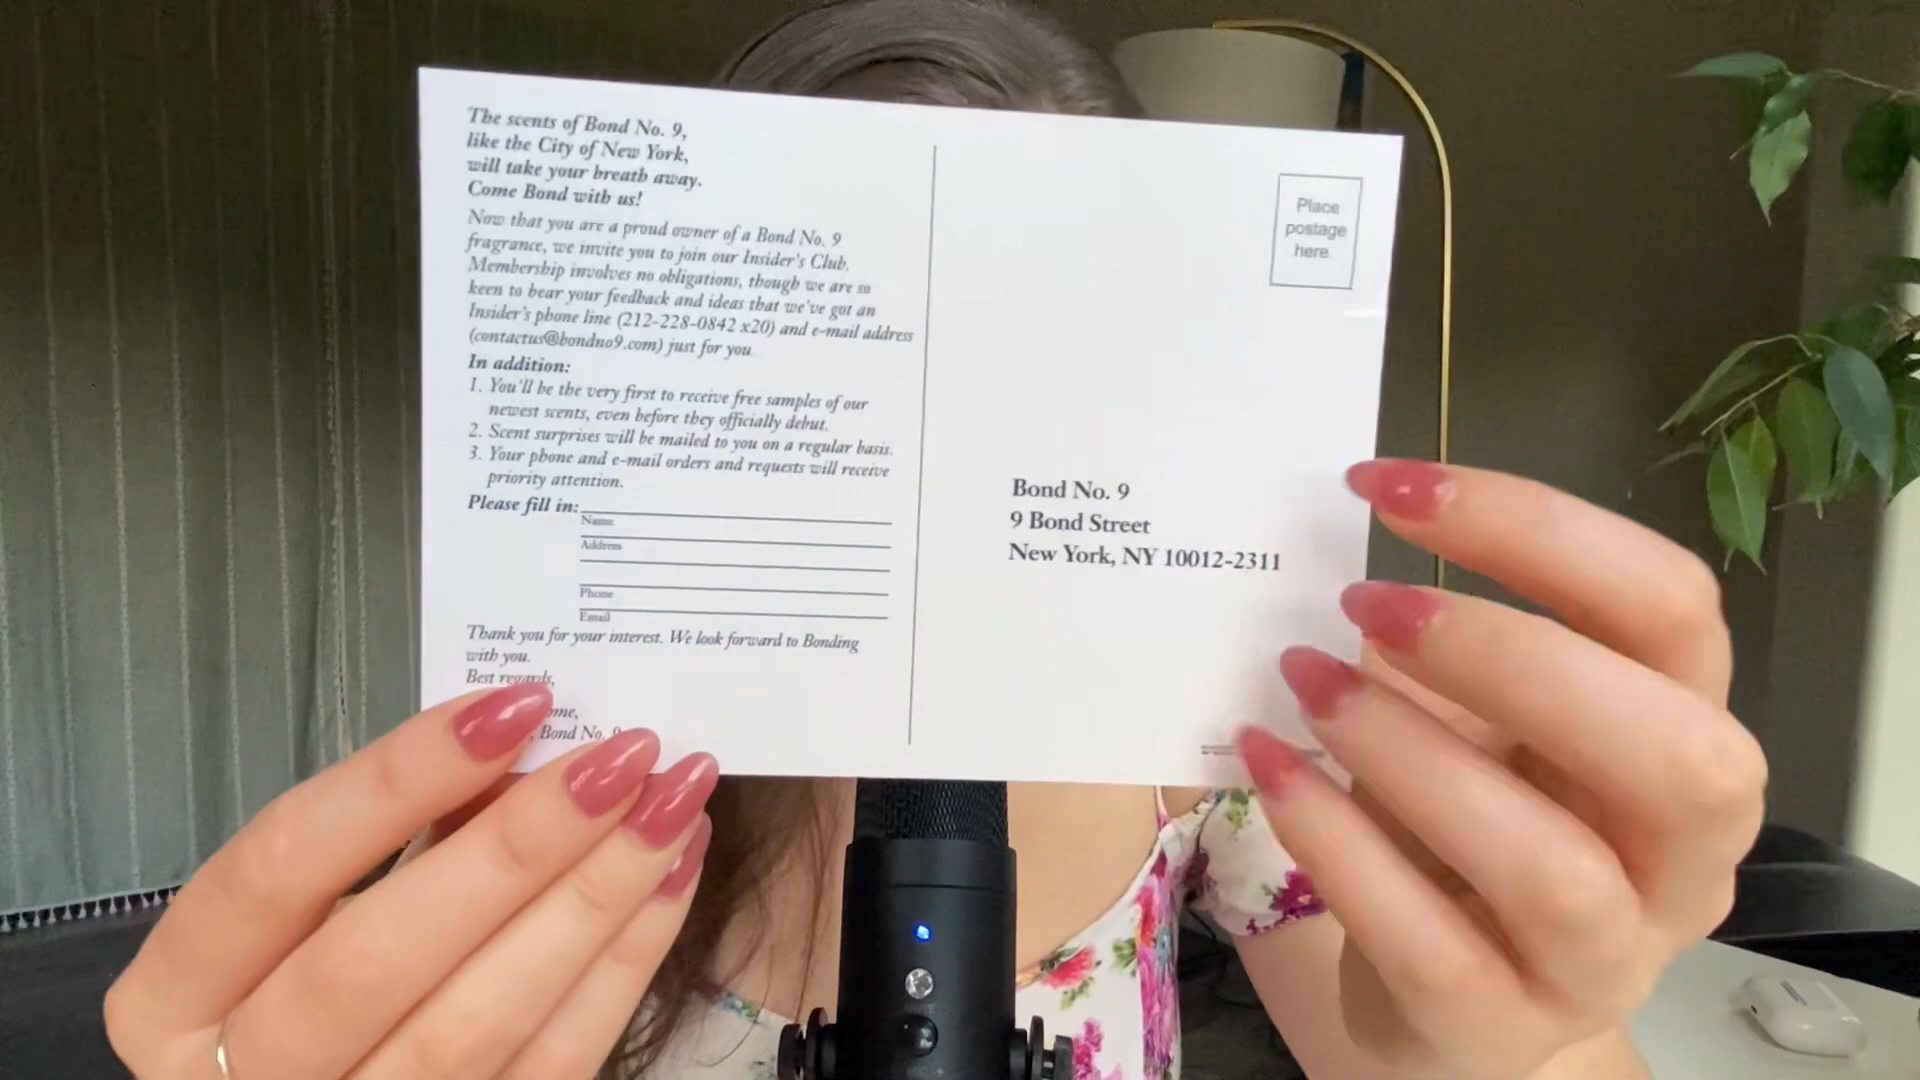 The scents of Bond No. 9,
like the City of New York,
will take your breath away.
Come Bond with us!
Now that you are a proud owner of a Bond No. 9
fragrance, we invite you to join our Insider's Club.
Membership involves no obligations, though we are so
keen to hear your feedback and ideas that we've got an
Insider's phone line (212-228-0842 x20) and e-mail address
(contactus@bondno9.com) just for you
In addition:
1. You'll be the very first to receive free samples of our
newest scents, even before they officially debut.
2. Scent surprises will be mailed to you on a regular basis.
3. Your phone and e-mail orders and requests will receive
priority attention.
Please fill in:
Name
Address
Phone
Email
Thank you for your interest. We look forward to Bonding
with you.
Best regards,
, Bond No. 9
Place
postage
here.
Bond No. 9
9 Bond Street
New York, NY 10012-2311